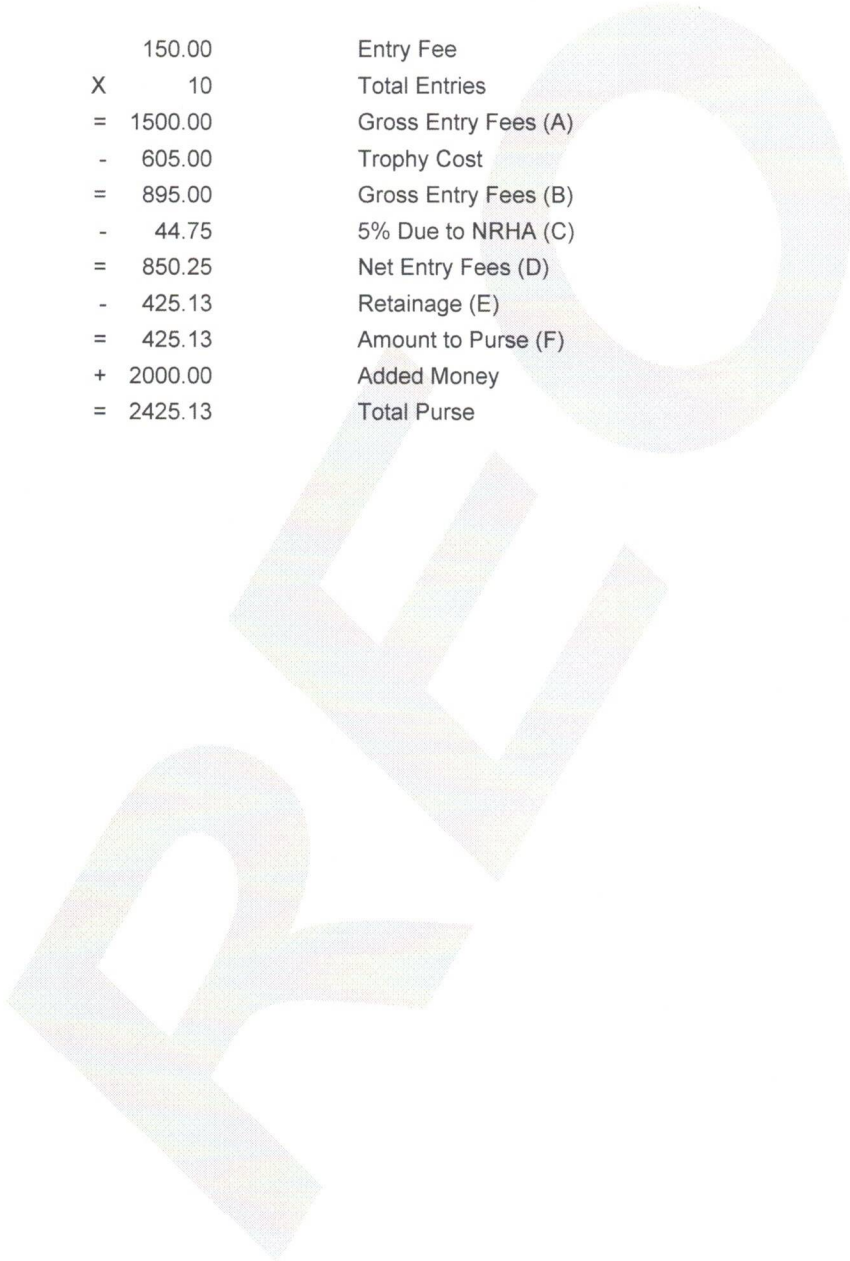 150.00 Entry Fee
X 10 Total Entries
= 1500.00 Gross Entry Fees (A)
- 605.00 Trophy Cost
= 895.00 Gross Entry Fees (B)
- 44.75 5% Due to NRHA (C)
= 850.25 Net Entry Fees (D)
- 425.13 Retainage (E)
= 425.13 Amount to Purse (F)
+ 2000.00 Added Money
= 2425.13 Total Purse
REO